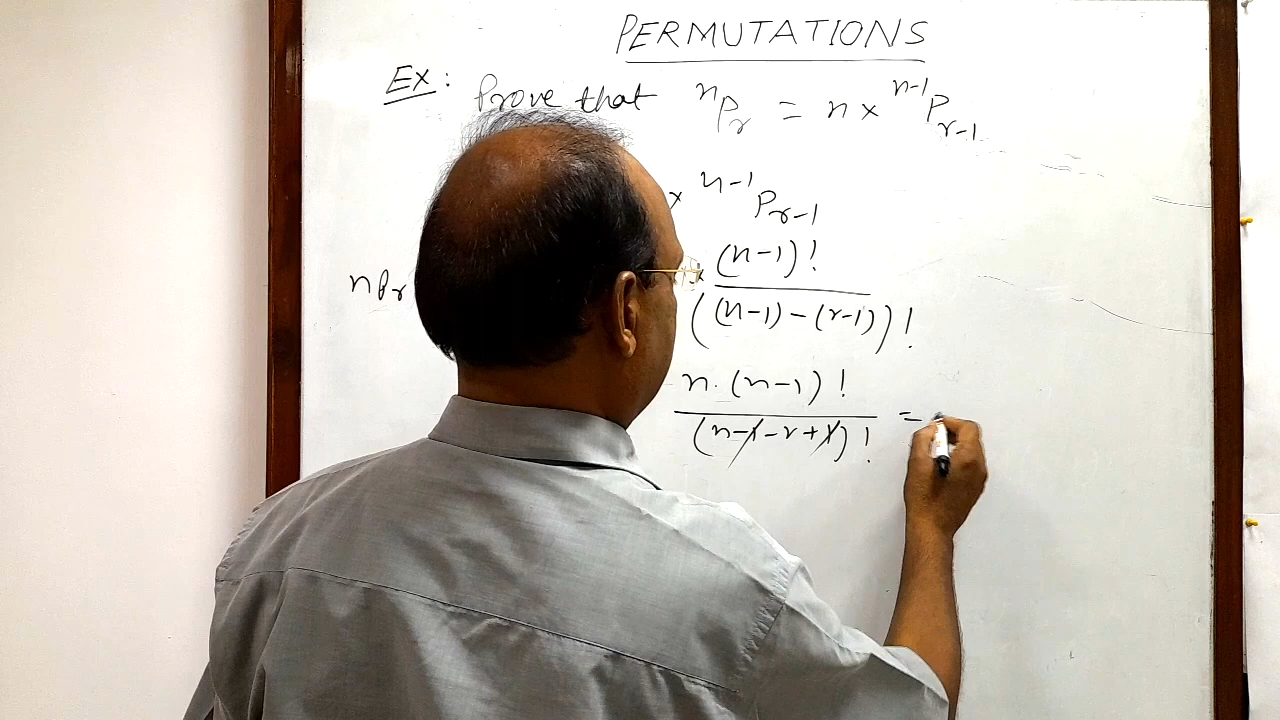 PERMUTATIONS
Ex: Prove that ⁿPᵣ = n × ⁿ⁻¹Pᵣ₋₁
× ⁿ⁻¹Pᵣ₋₁
nPr
× (n-1)!
((n-1)-(r-1))!
n.(n-1)!
(n-1-r+1)! =